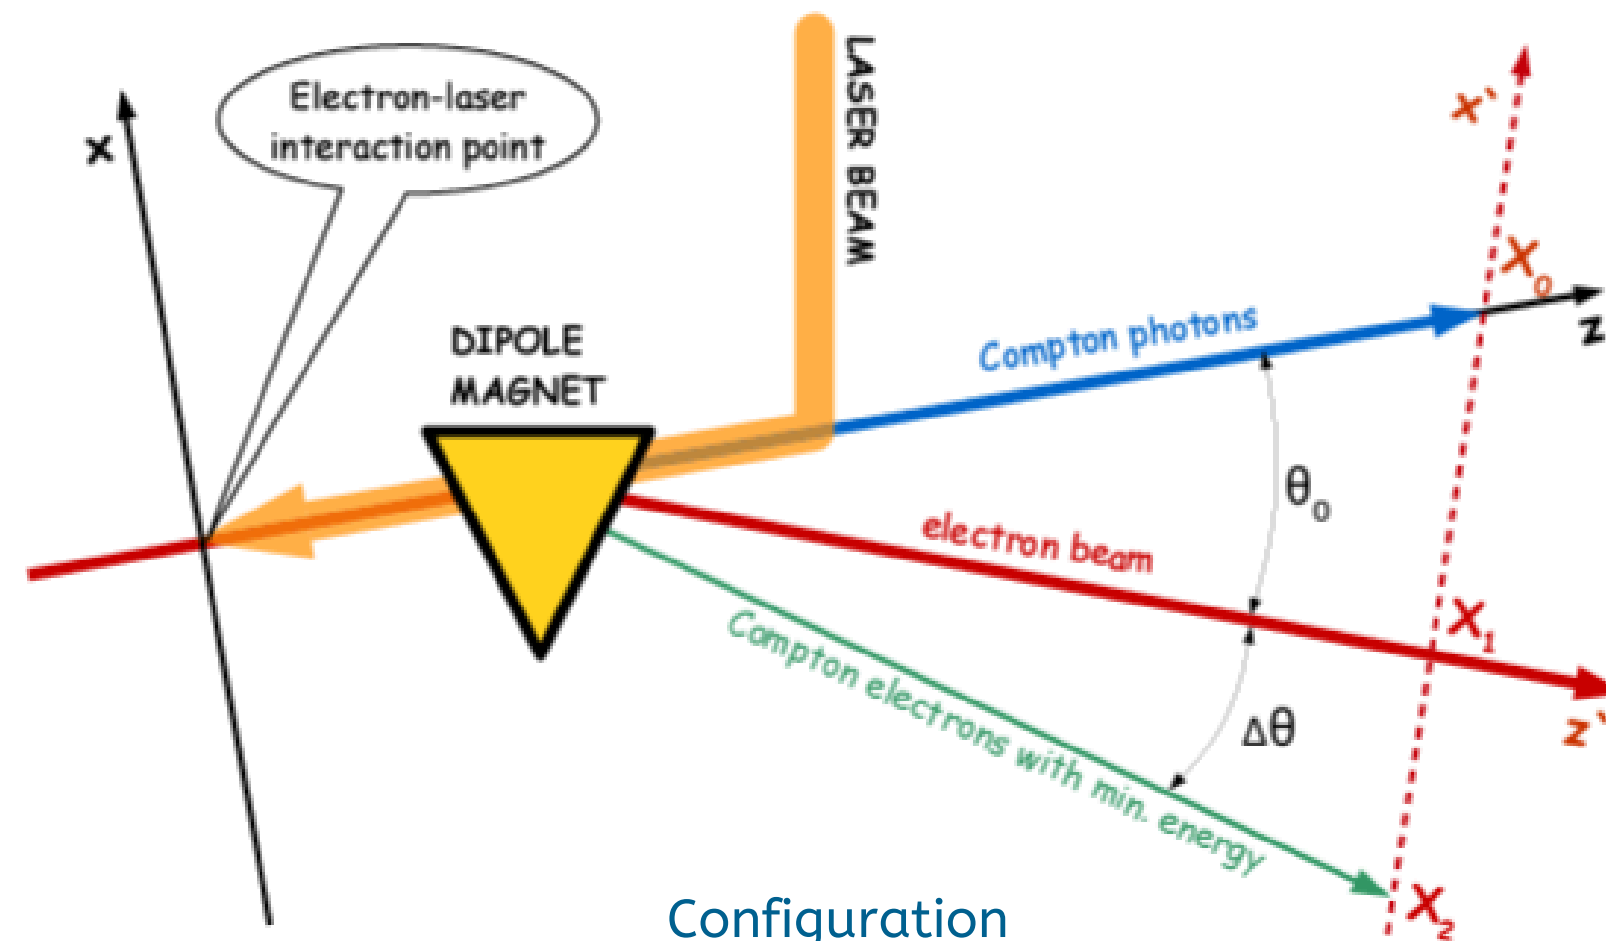 x
Electron-laser
interaction point
LASER BEAM
DIPOLE
MAGNET
Compton photons
x`
X₀
z
θ₀
electron beam
X₁
z`
Compton electrons with min. energy
Δθ
X₂
Configuration